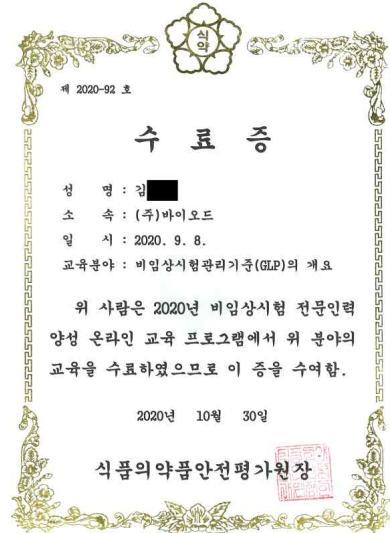 식약
제 2020-92 호
수료증
성 명 : 김
소 속 : (주)바이오드
일 시 : 2020. 9. 8.
교육분야 : 비임상시험관리기준(GLP)의 개요
위 사람은 2020년 비임상시험 전문인력
양성 온라인 교육 프로그램에서 위 분야의
교육을 수료하였으므로 이 증을 수여함.
2020년 10월 30일
식품의약품안전평가원장